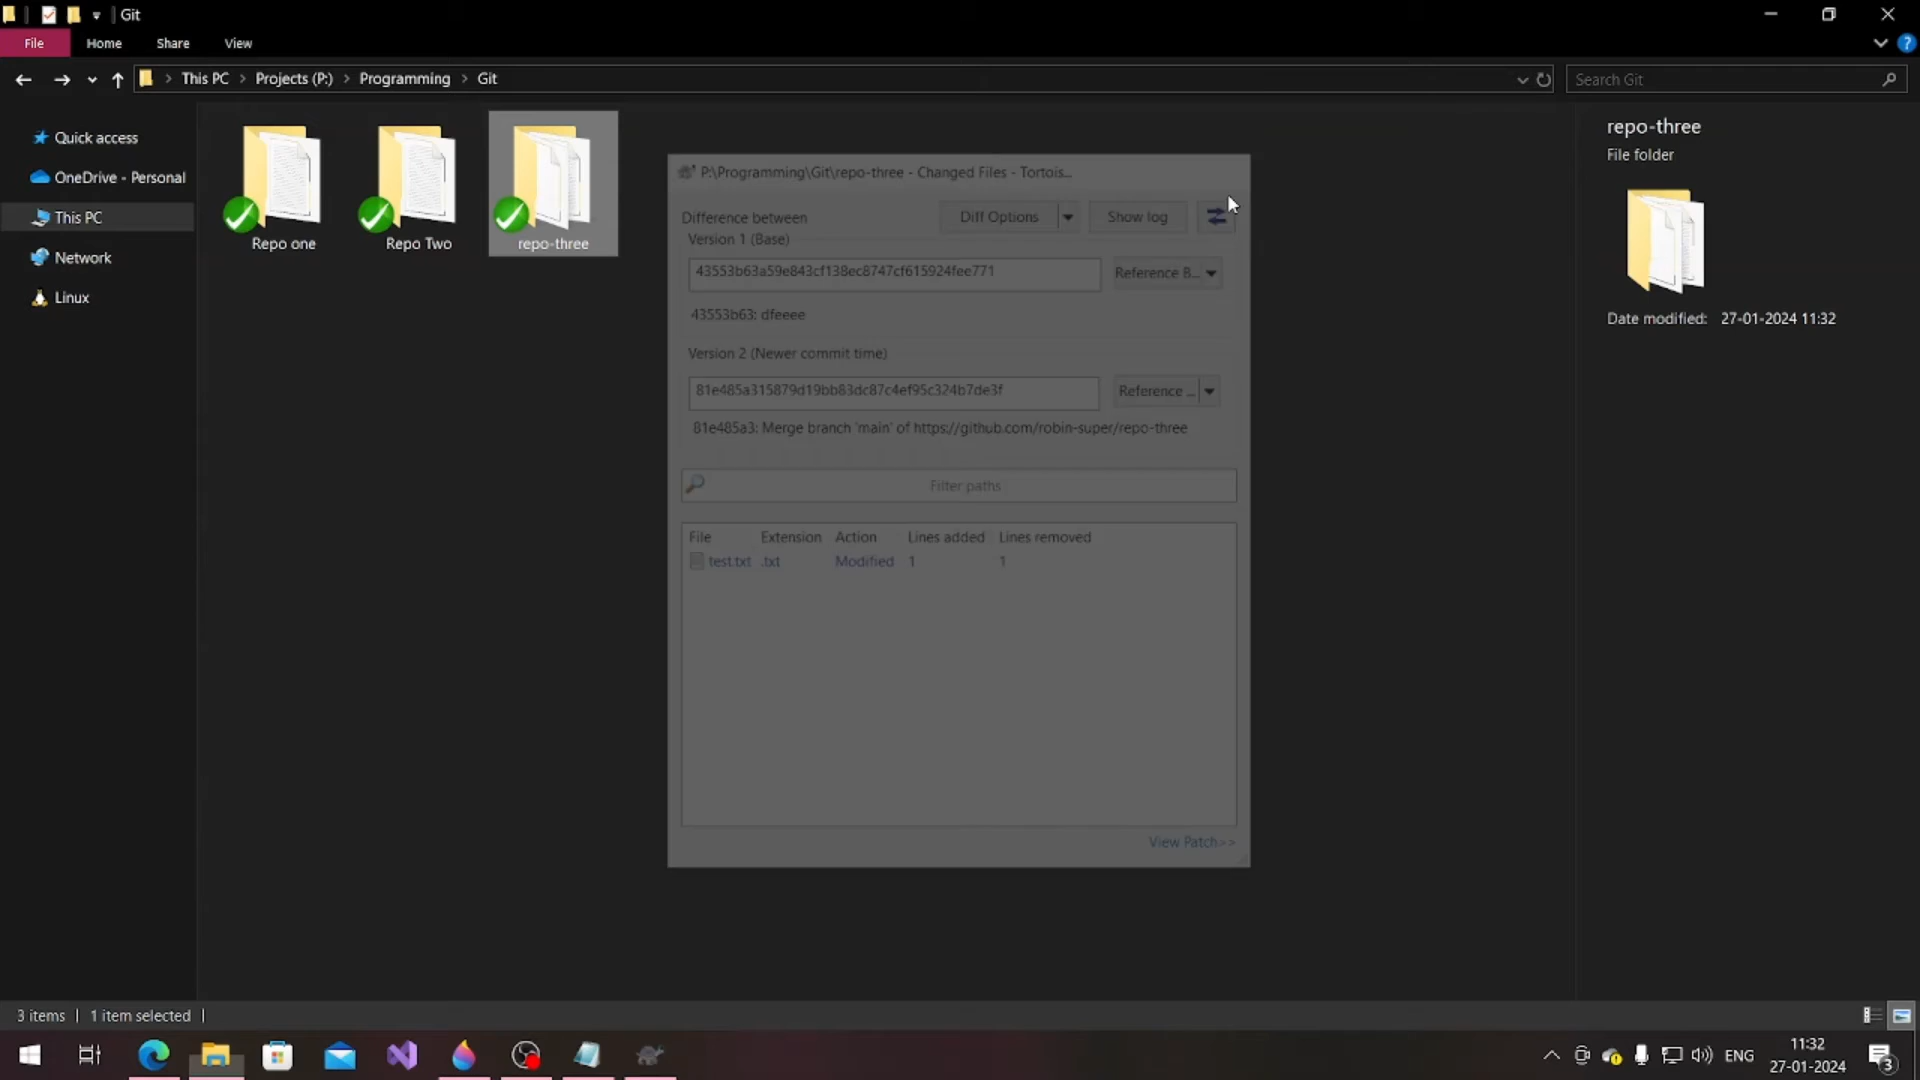 Git
File Home Share View
This PC Projects (P:) Programming Git
Search Git
Quick access
OneDrive - Personal
This PC
Network
Linux
Repo one
Repo Two
repo-three
P:\Programming\Git\repo-three - Changed Files - Tortois...
Difference between
Diff Options
Show log
Version 1 (Base)
43553b63a59e843cf138ec8747cf615924fee771
Reference B...
43553b63: dfeeee
Version 2 (Newer commit time)
81e485a315879d19bb83dc87c4ef95c324b7de3f
Reference ...
81e485a3: Merge branch 'main' of https://github.com/robin-super/repo-three
Filter paths
File Extension Action Lines added Lines removed
test.txt .txt Modified 1 1
View Patch>>
repo-three
File folder
Date modified: 27-01-2024 11:32
3 items 1 item selected
ENG
11:32
27-01-2024
3